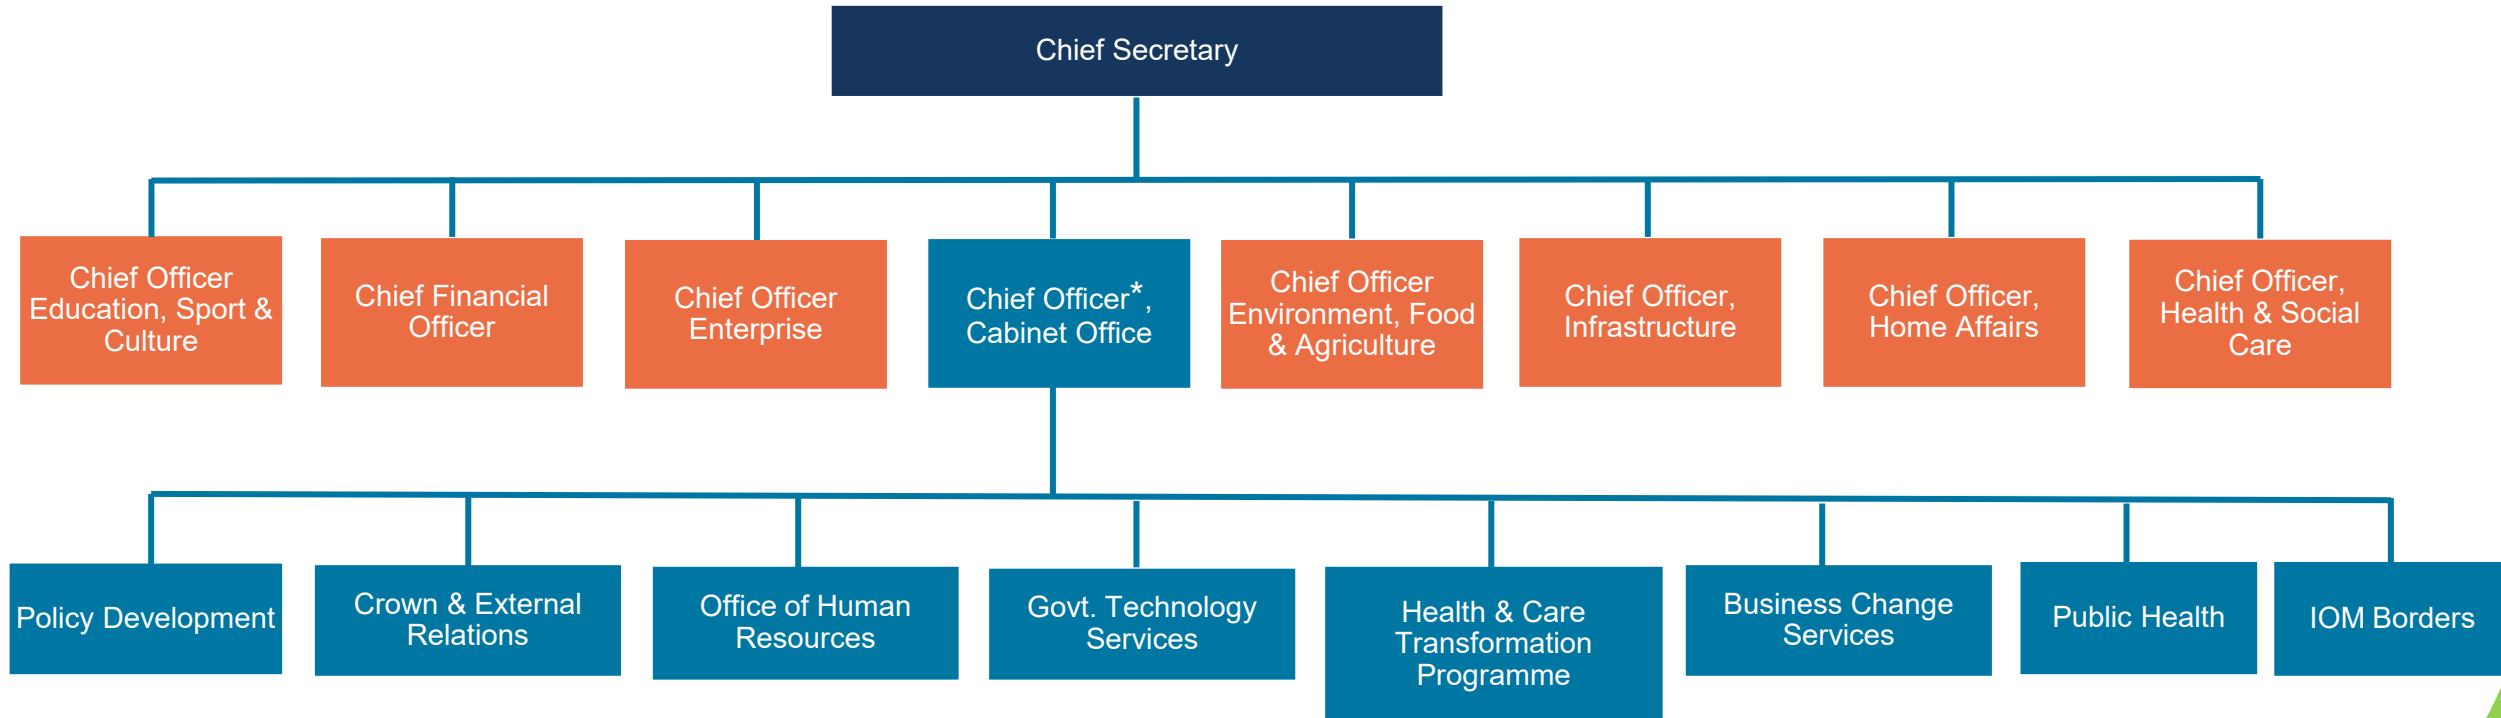 Chief Secretary
Chief Officer
Education, Sport &
Culture
Chief Financial
Officer
Chief Officer
Enterprise
Chief Officer*,
Cabinet Office
Chief Officer
Environment, Food
& Agriculture
Chief Officer,
Infrastructure
Chief Officer,
Home Affairs
Chief Officer,
Health & Social
Care
Policy Development
Crown & External
Relations
Office of Human
Resources
Govt. Technology
Services
Health & Care
Transformation
Programme
Business Change
Services
Public Health
IOM Borders